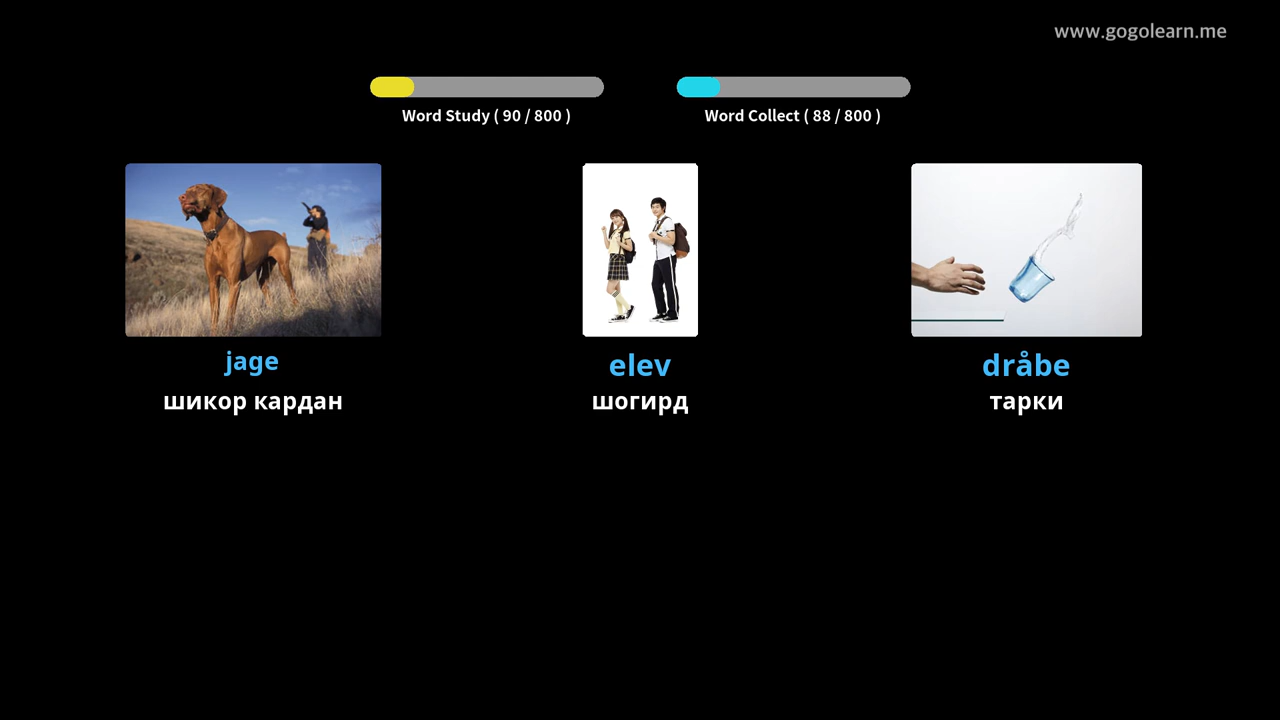 www.gogolearn.me
Word Study ( 90 / 800 )
Word Collect ( 88 / 800 )
jage
шикор кардан
elev
шогирд
dråbe
тарки